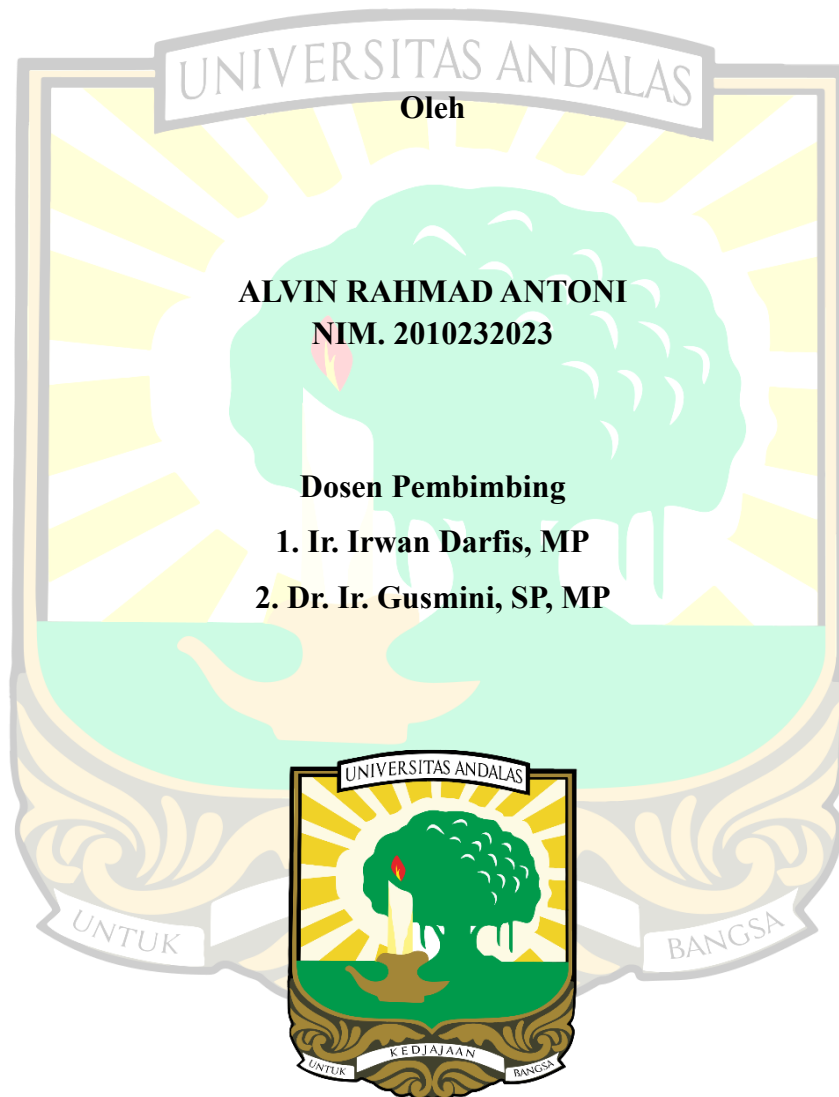 UNIVERSITAS ANDALAS
Oleh
ALVIN RAHMAD ANTONI
NIM. 2010232023
Dosen Pembimbing
1. Ir. Irwan Darfis, MP
2. Dr. Ir. Gusmini, SP, MP
UNIVERSITAS ANDALAS
UNTUK
BANGSA
UNTUK
KEDJAJAAN
BANGSA